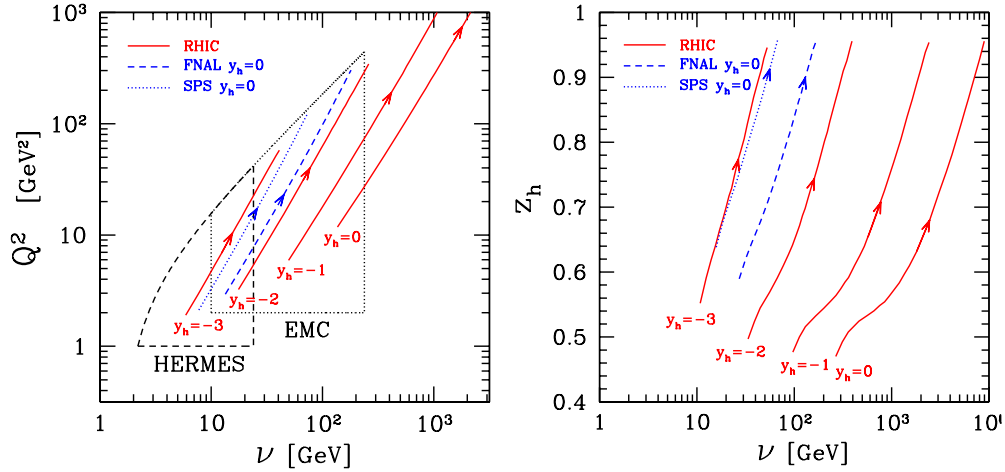 10³
RHIC
FNAL y_h=0
SPS y_h=0
10²
Q² [GeV²]
10
1
y_h=0
y_h=−1
y_h=−2
y_h=−3
EMC
HERMES
1 10 10² 10³
ν [GeV]
1
RHIC
FNAL y_h=0
SPS y_h=0
0.9
0.8
z_h
0.7
0.6
0.5
0.4
y_h=−3
y_h=−2
y_h=−1
y_h=0
1 10 10² 10³ 10⁴
ν [GeV]